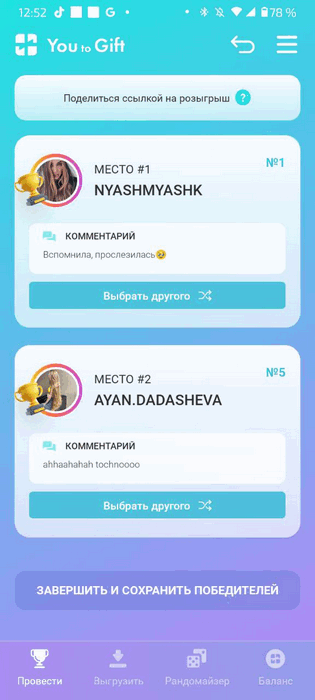 12:52 G 78 %
You to Gift
Поделиться ссылкой на розыгрыш ?
МЕСТО #1 №1
NYASHMYASHK
КОММЕНТАРИЙ
Вспомнила, прослезилась🥹
Выбрать другого
МЕСТО #2 №5
AYAN.DADASHEVA
КОММЕНТАРИЙ
ahhaahahah tochnoooo
Выбрать другого
ЗАВЕРШИТЬ И СОХРАНИТЬ ПОБЕДИТЕЛЕЙ
Провести Выгрузить Рандомайзер Баланс